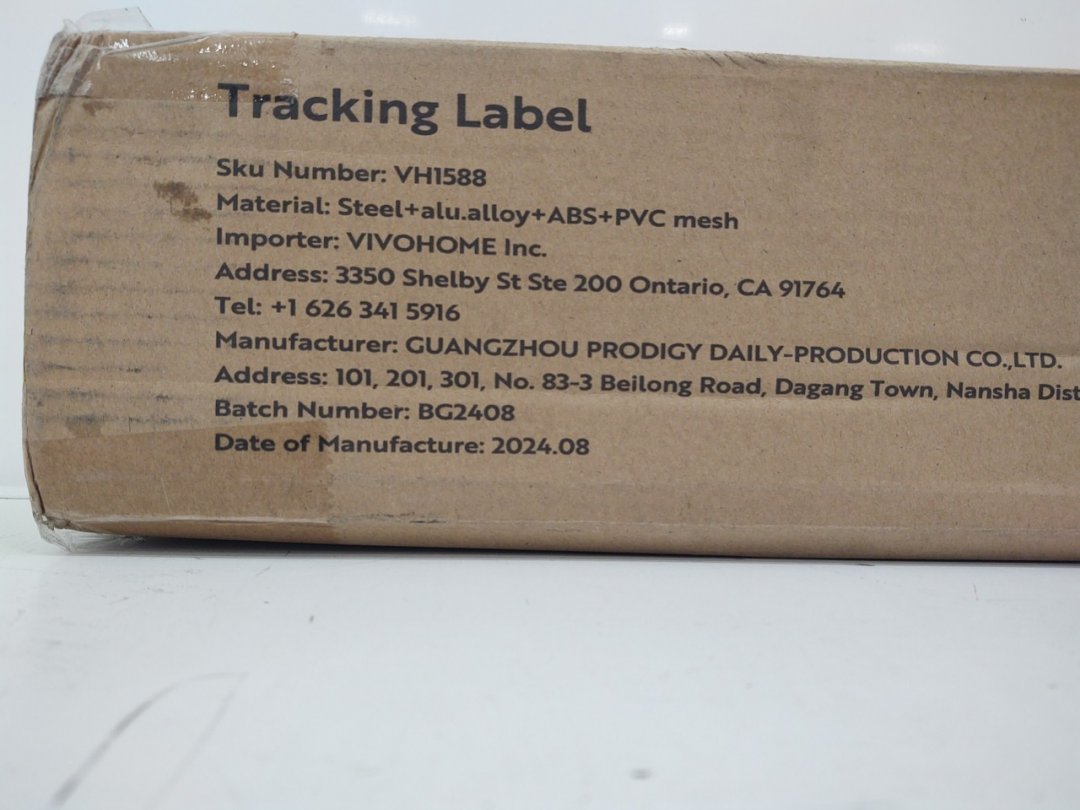 Tracking Label
Sku Number: VH1588
Material: Steel+alu.alloy+ABS+PVC mesh
Importer: VIVOHOME Inc.
Address: 3350 Shelby St Ste 200 Ontario, CA 91764
Tel: +1 626 341 5916
Manufacturer: GUANGZHOU PRODIGY DAILY-PRODUCTION CO.,LTD.
Address: 101, 201, 301, No. 83-3 Beilong Road, Dagang Town, Nansha Dist
Batch Number: BG2408
Date of Manufacture: 2024.08